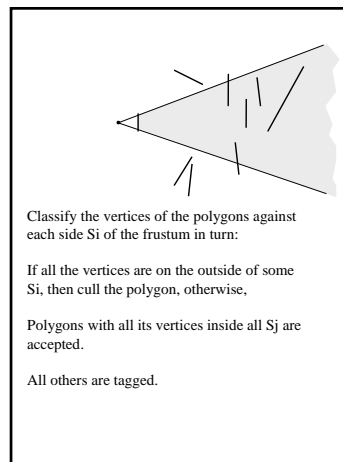 Classify the vertices of the polygons against
each side Si of the frustum in turn:
If all the vertices are on the outside of some
Si, then cull the polygon, otherwise,
Polygons with all its vertices inside all Sj are
accepted.
All others are tagged.